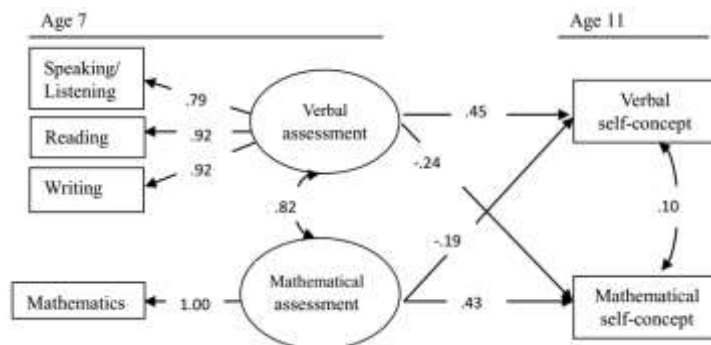 Age 7
Age 11
Speaking/
Listening
Reading
Writing
Mathematics
.79
.92
.92
1.00
Verbal
assessment
.82
Mathematical
assessment
.45
-.24
-.19
.43
Verbal
self-concept
.10
Mathematical
self-concept